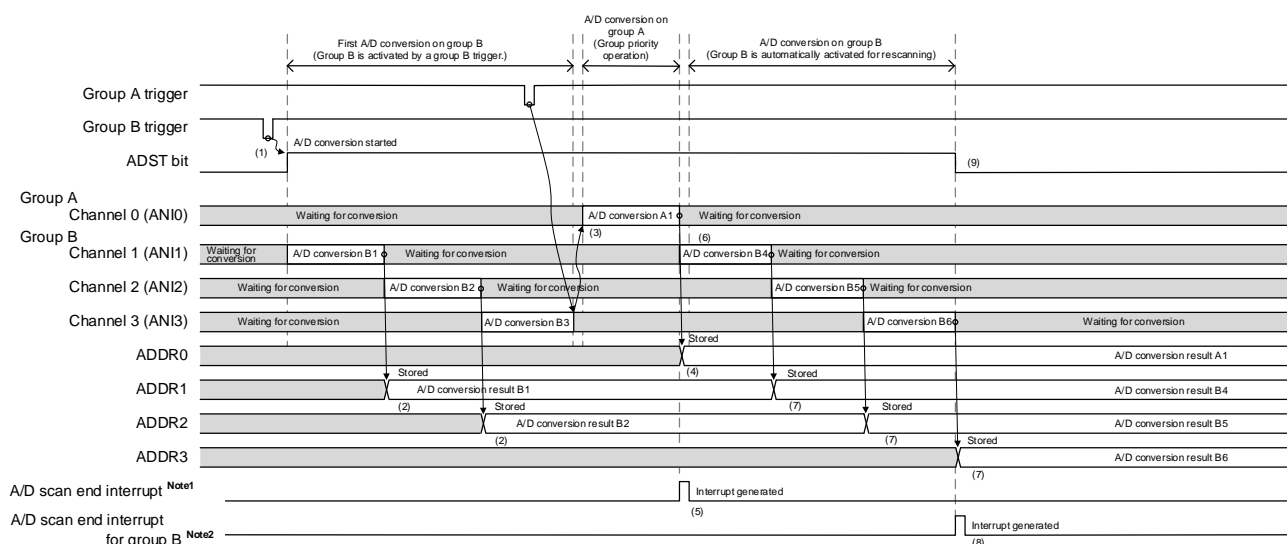 A/D conversion on
group A
(Group priority
operation)
First A/D conversion on group B
(Group B is activated by a group B trigger.)
A/D conversion on group B
(Group B is automatically activated for rescanning)
Group A trigger
Group B trigger
(1)
A/D conversion started
ADST bit
(9)
Group A
Channel 0 (ANI0)
Waiting for conversion
A/D conversion A1
Waiting for conversion
(3)
(6)
Group B
Channel 1 (ANI1)
Waiting for
conversion
A/D conversion B1
Waiting for conversion
A/D conversion B4
Waiting for conversion
Channel 2 (ANI2)
Waiting for conversion
A/D conversion B2
Waiting for conversion
A/D conversion B5
Waiting for conversion
Channel 3 (ANI3)
Waiting for conversion
A/D conversion B3
A/D conversion B6
Waiting for conversion
Stored
ADDR0
A/D conversion result A1
(4)
Stored
Stored
ADDR1
A/D conversion result B1
A/D conversion result B4
(2)
(7)
Stored
Stored
ADDR2
A/D conversion result B2
A/D conversion result B5
(2)
(7)
Stored
ADDR3
A/D conversion result B6
(7)
A/D scan end interrupt Note1
Interrupt generated
(5)
A/D scan end interrupt
for group B Note2
Interrupt generated
(8)